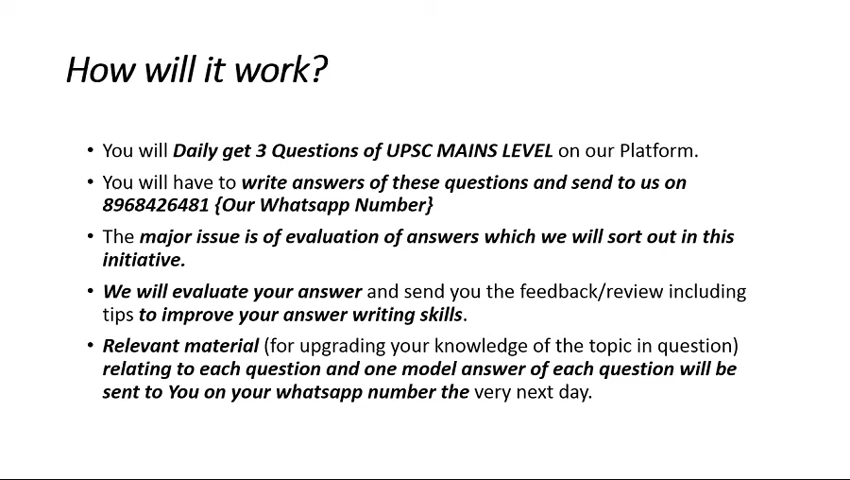 How will it work?
• You will Daily get 3 Questions of UPSC MAINS LEVEL on our Platform.
• You will have to write answers of these questions and send to us on
8968426481 {Our Whatsapp Number}
• The major issue is of evaluation of answers which we will sort out in this
initiative.
• We will evaluate your answer and send you the feedback/review including
tips to improve your answer writing skills.
• Relevant material (for upgrading your knowledge of the topic in question)
relating to each question and one model answer of each question will be
sent to You on your whatsapp number the very next day.